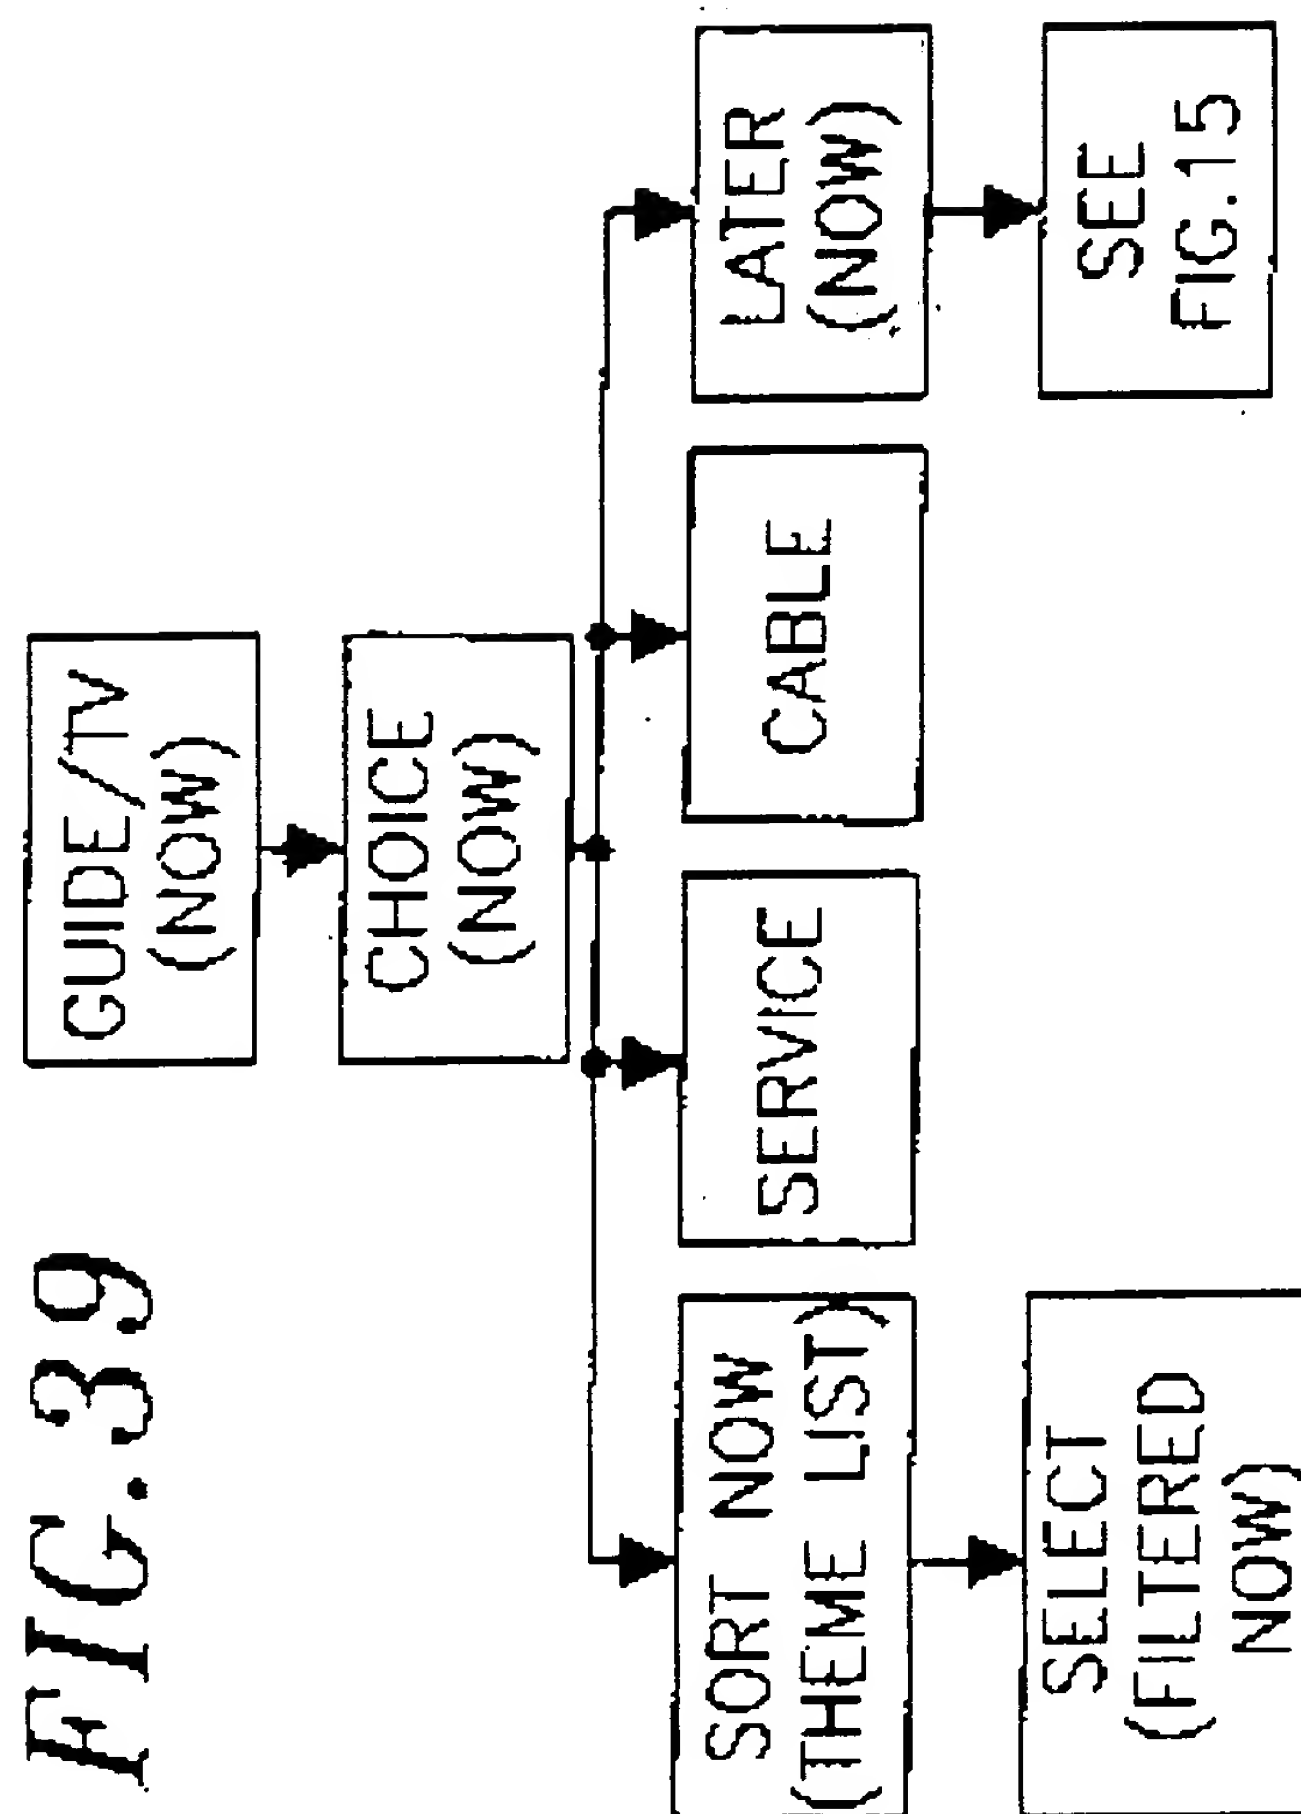 FIG.39
GUIDE/TV
(NOW)
CHOICE
(NOW)
SORT NOW
(THEME LIST)
SERVICE
CABLE
LATER
(NOW)
SELECT
(FILTERED
NOW)
SEE
FIG.15